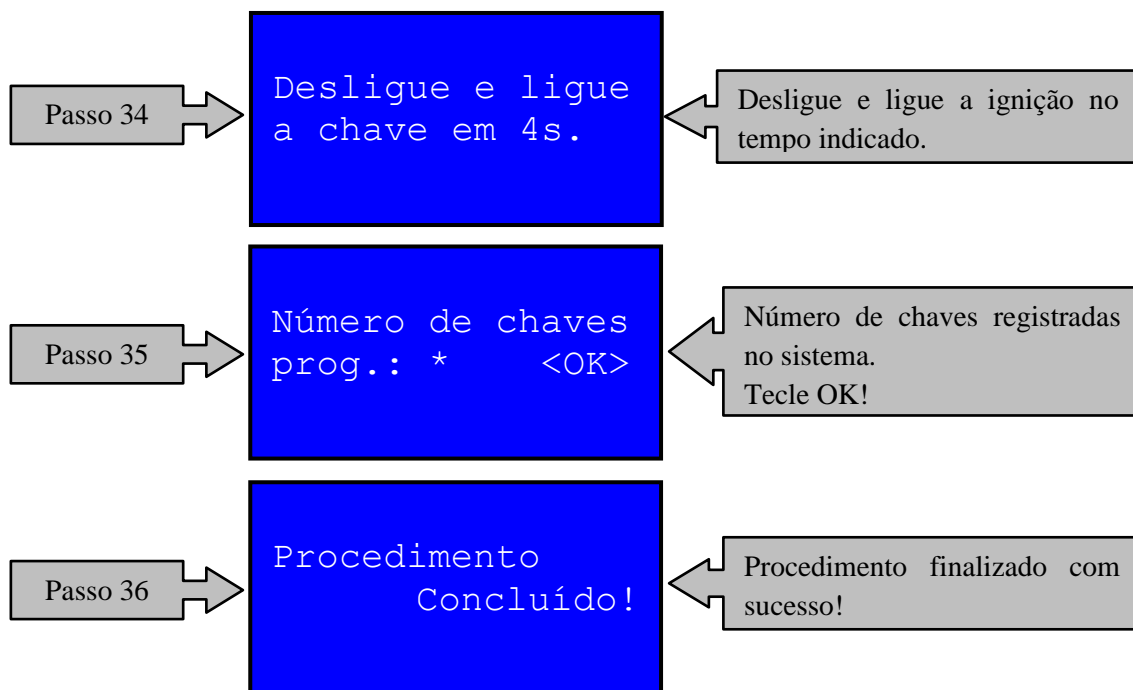 Passo 34
Desligue e ligue
a chave em 4s.
Desligue e ligue a ignição no
tempo indicado.
Passo 35
Número de chaves
prog.: * <OK>
Número de chaves registradas
no sistema.
Tecle OK!
Passo 36
Procedimento
Concluído!
Procedimento finalizado com
sucesso!